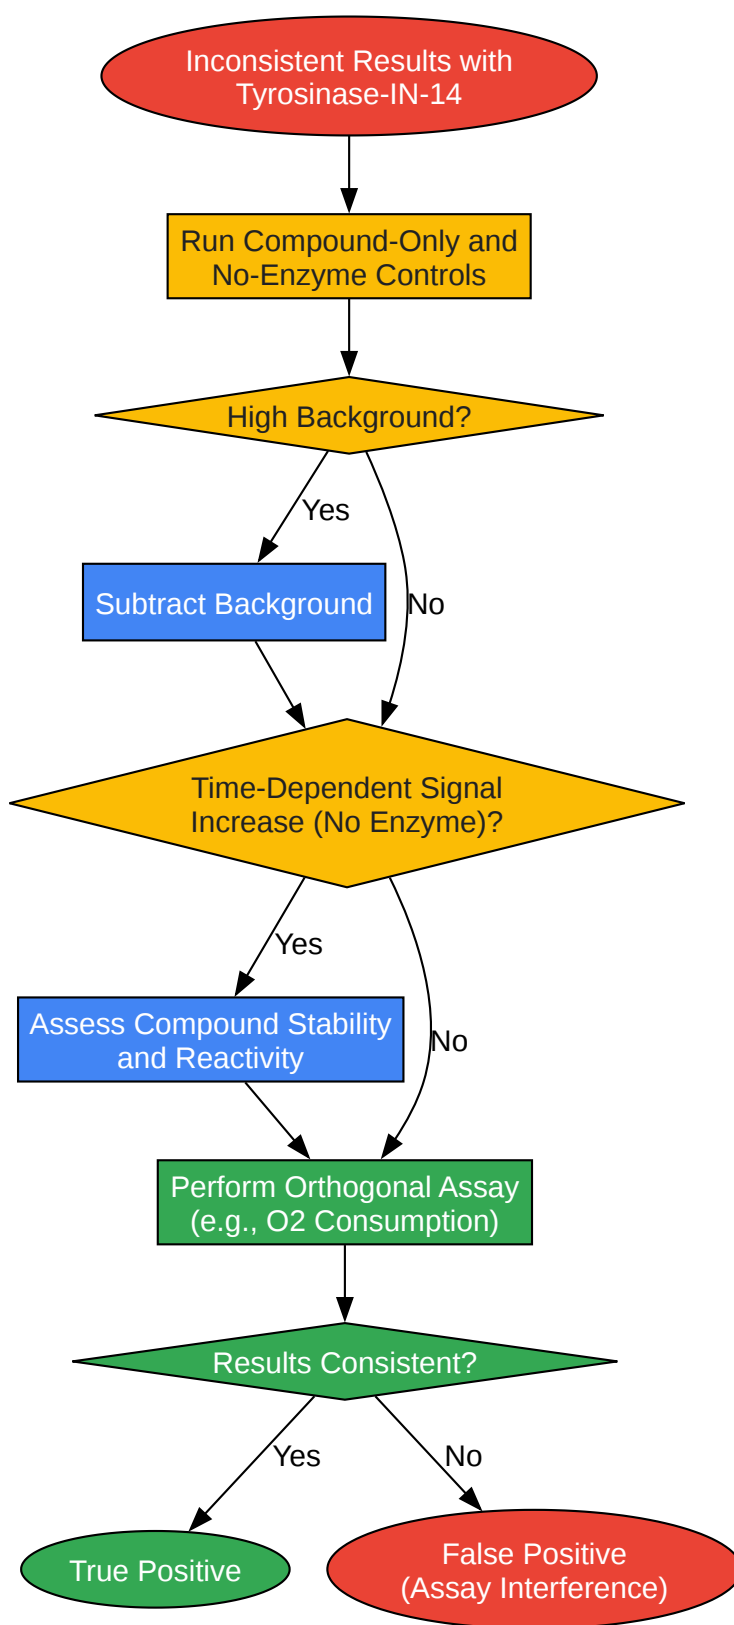 Inconsistent Results with
Tyrosinase-IN-14
Run Compound-Only and
No-Enzyme Controls
High Background?
Yes
Subtract Background
No
Time-Dependent Signal
Increase (No Enzyme)?
Yes
Assess Compound Stability
and Reactivity
No
Perform Orthogonal Assay
(e.g., O2 Consumption)
Results Consistent?
Yes
No
True Positive
False Positive
(Assay Interference)